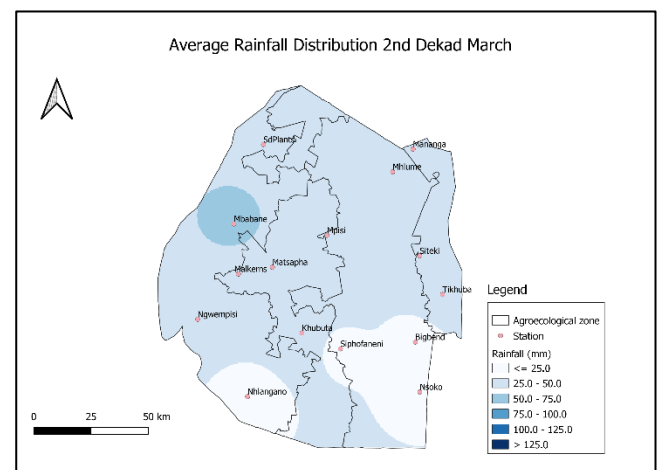 Average Rainfall Distribution 2nd Dekad March
SdPlants
Mananga
Mhlume
Mbabane
Mpisi
Siteki
Malkerns
Matsapha
Tikhuba
Legend
Ngwempisi
Agroecological zone
Khubuta
Station
Siphofaneni
Bigbend
Rainfall (mm)
<= 25.0
25.0 - 50.0
Nhlangano
Nsoko
50.0 - 75.0
75.0 - 100.0
0 25 50 km
100.0 - 125.0
> 125.0